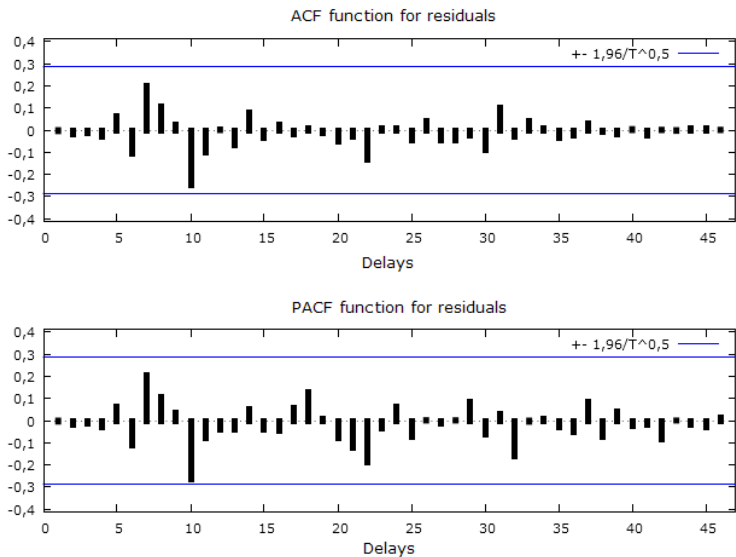 ACF function for residuals
+- 1,96/T^0,5
0,4
0,3
0,2
0,1
0
-0,1
-0,2
-0,3
-0,4
0 5 10 15 20 25 30 35 40 45
Delays
PACF function for residuals
+- 1,96/T^0,5
0,4
0,3
0,2
0,1
0
-0,1
-0,2
-0,3
-0,4
0 5 10 15 20 25 30 35 40 45
Delays